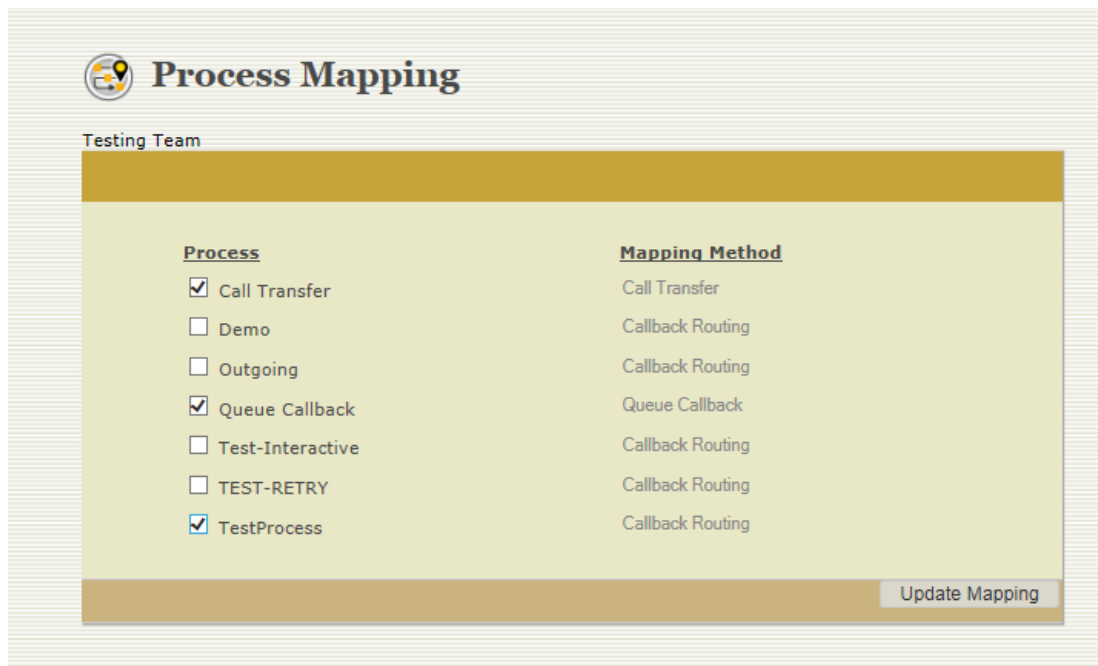 Process Mapping
Testing Team
Process Mapping Method
Call Transfer Call Transfer
Demo Callback Routing
Outgoing Callback Routing
Queue Callback Queue Callback
Test-Interactive Callback Routing
TEST-RETRY Callback Routing
TestProcess Callback Routing
Update Mapping